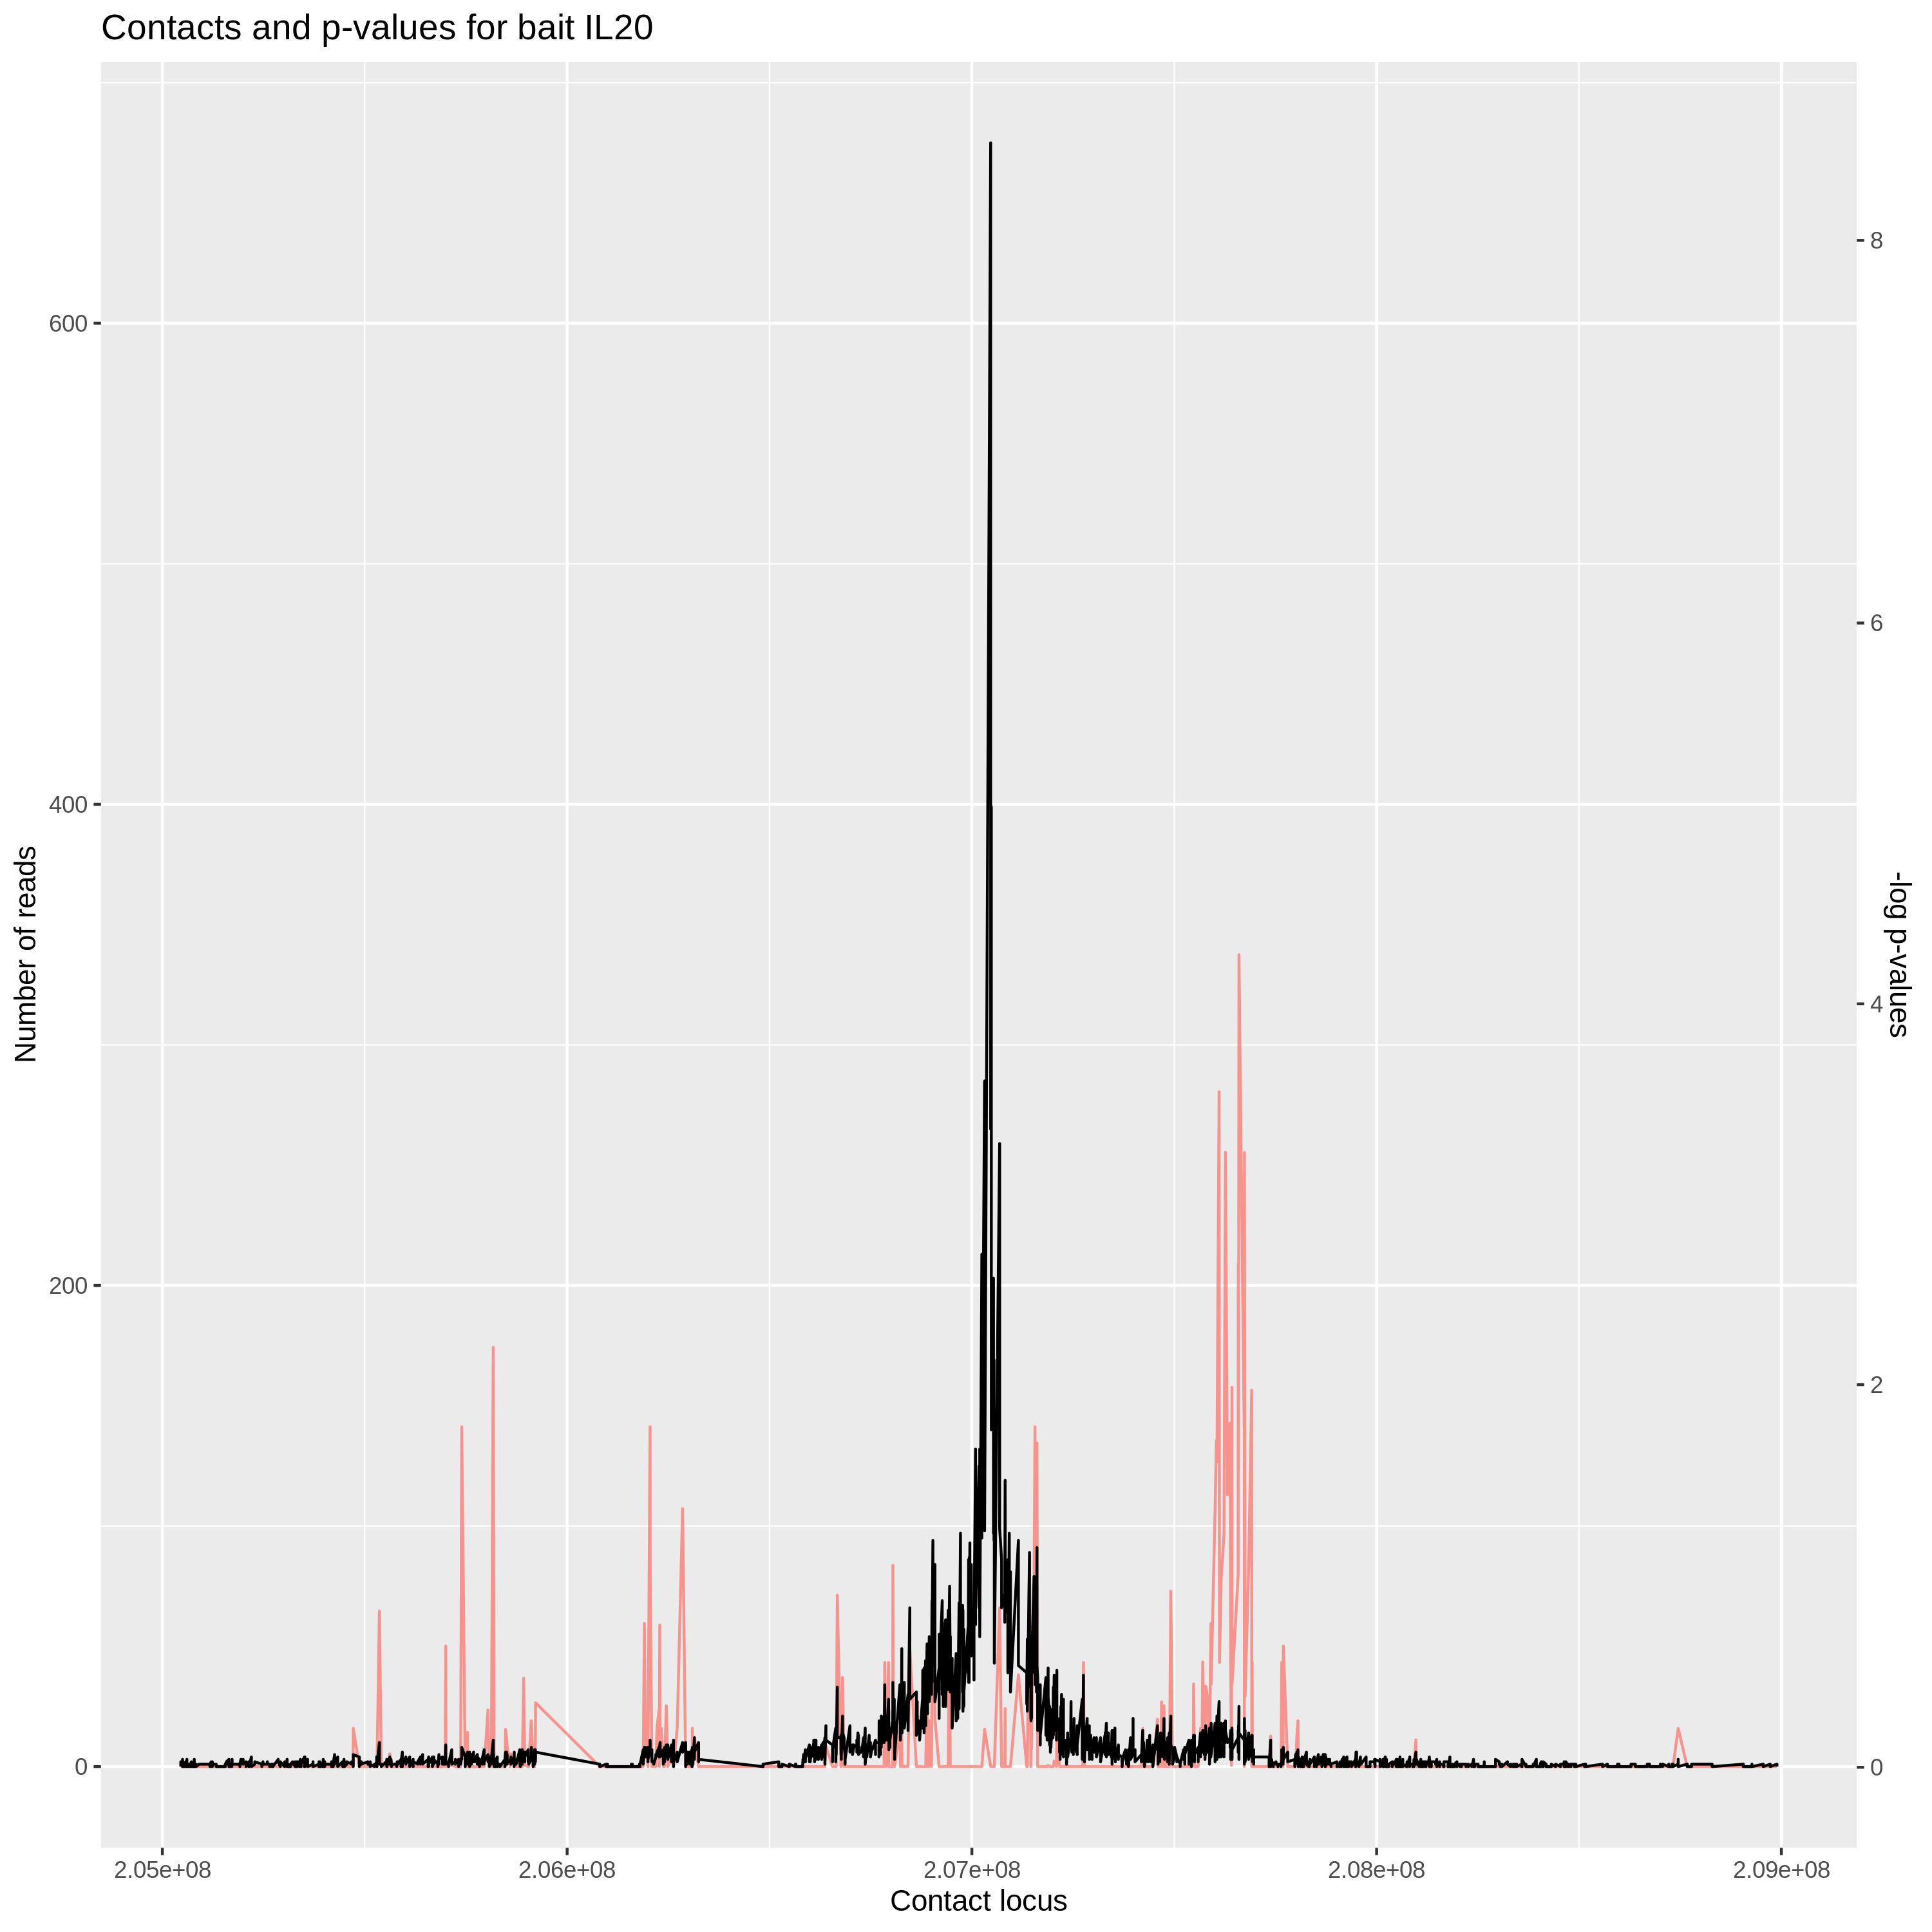 Contacts and p-values for bait IL20
Number of reads
600
400
200
0
8
6
4
2
0
-log p-values
2.05e+08 2.06e+08 2.07e+08 2.08e+08 2.09e+08
Contact locus